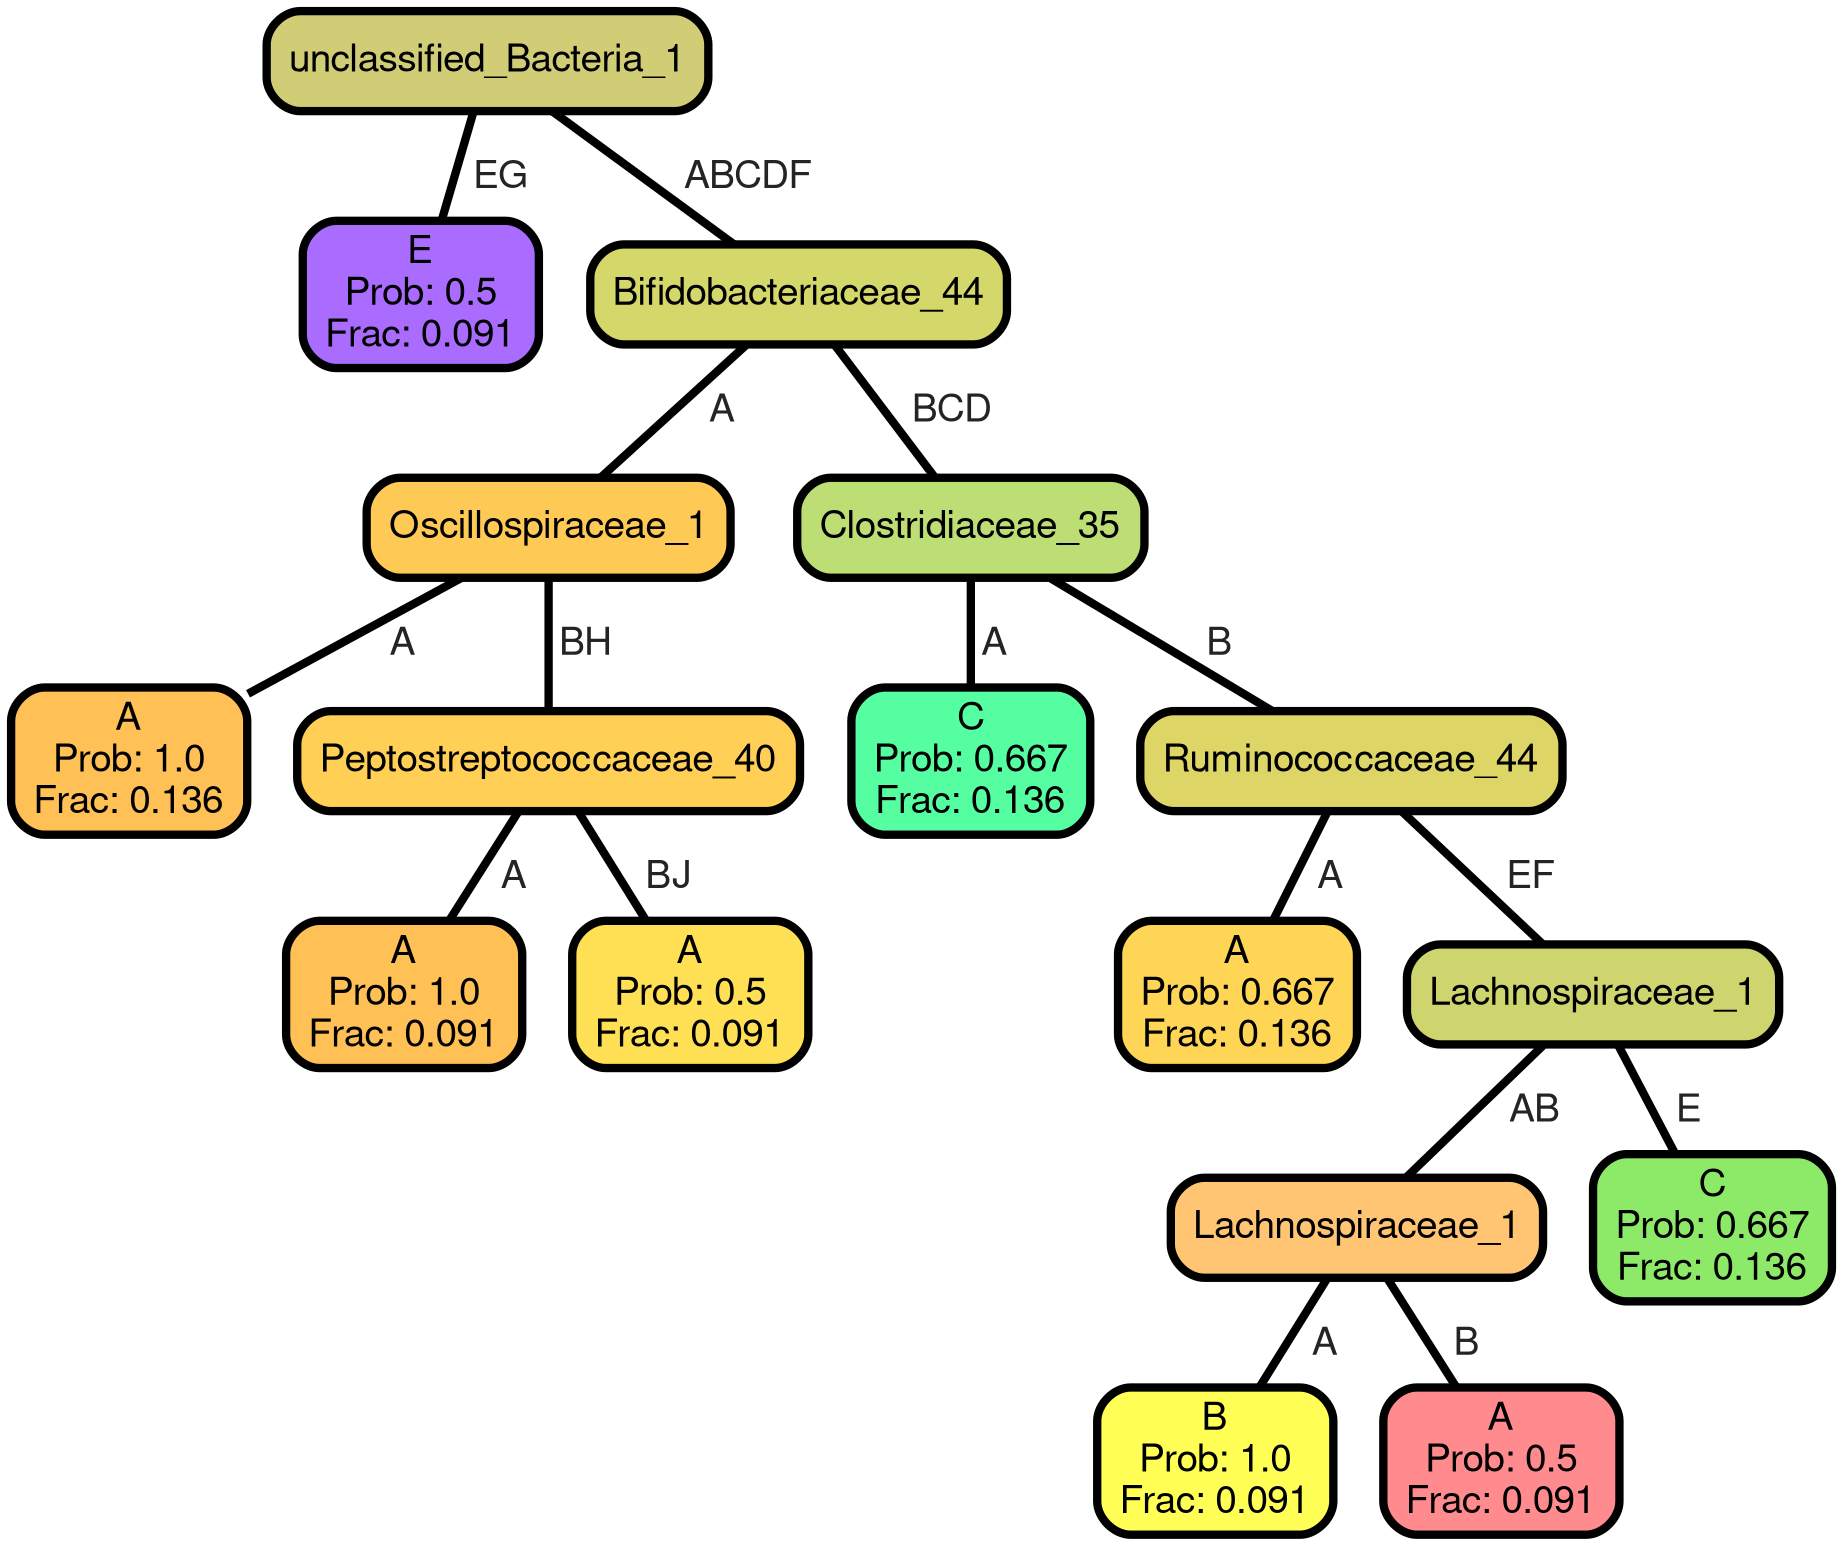 unclassified_Bacteria_1
EG
ABCDF
E
Prob: 0.5
Frac: 0.091
Bifidobacteriaceae_44
A
BCD
Oscillospiraceae_1
Clostridiaceae_35
A
BH
A
B
A
Prob: 1.0
Frac: 0.136
Peptostreptococcaceae_40
C
Prob: 0.667
Frac: 0.136
Ruminococcaceae_44
A
BJ
A
EF
A
Prob: 1.0
Frac: 0.091
A
Prob: 0.5
Frac: 0.091
A
Prob: 0.667
Frac: 0.136
Lachnospiraceae_1
AB
E
Lachnospiraceae_1
C
Prob: 0.667
Frac: 0.136
A
B
B
Prob: 1.0
Frac: 0.091
A
Prob: 0.5
Frac: 0.091